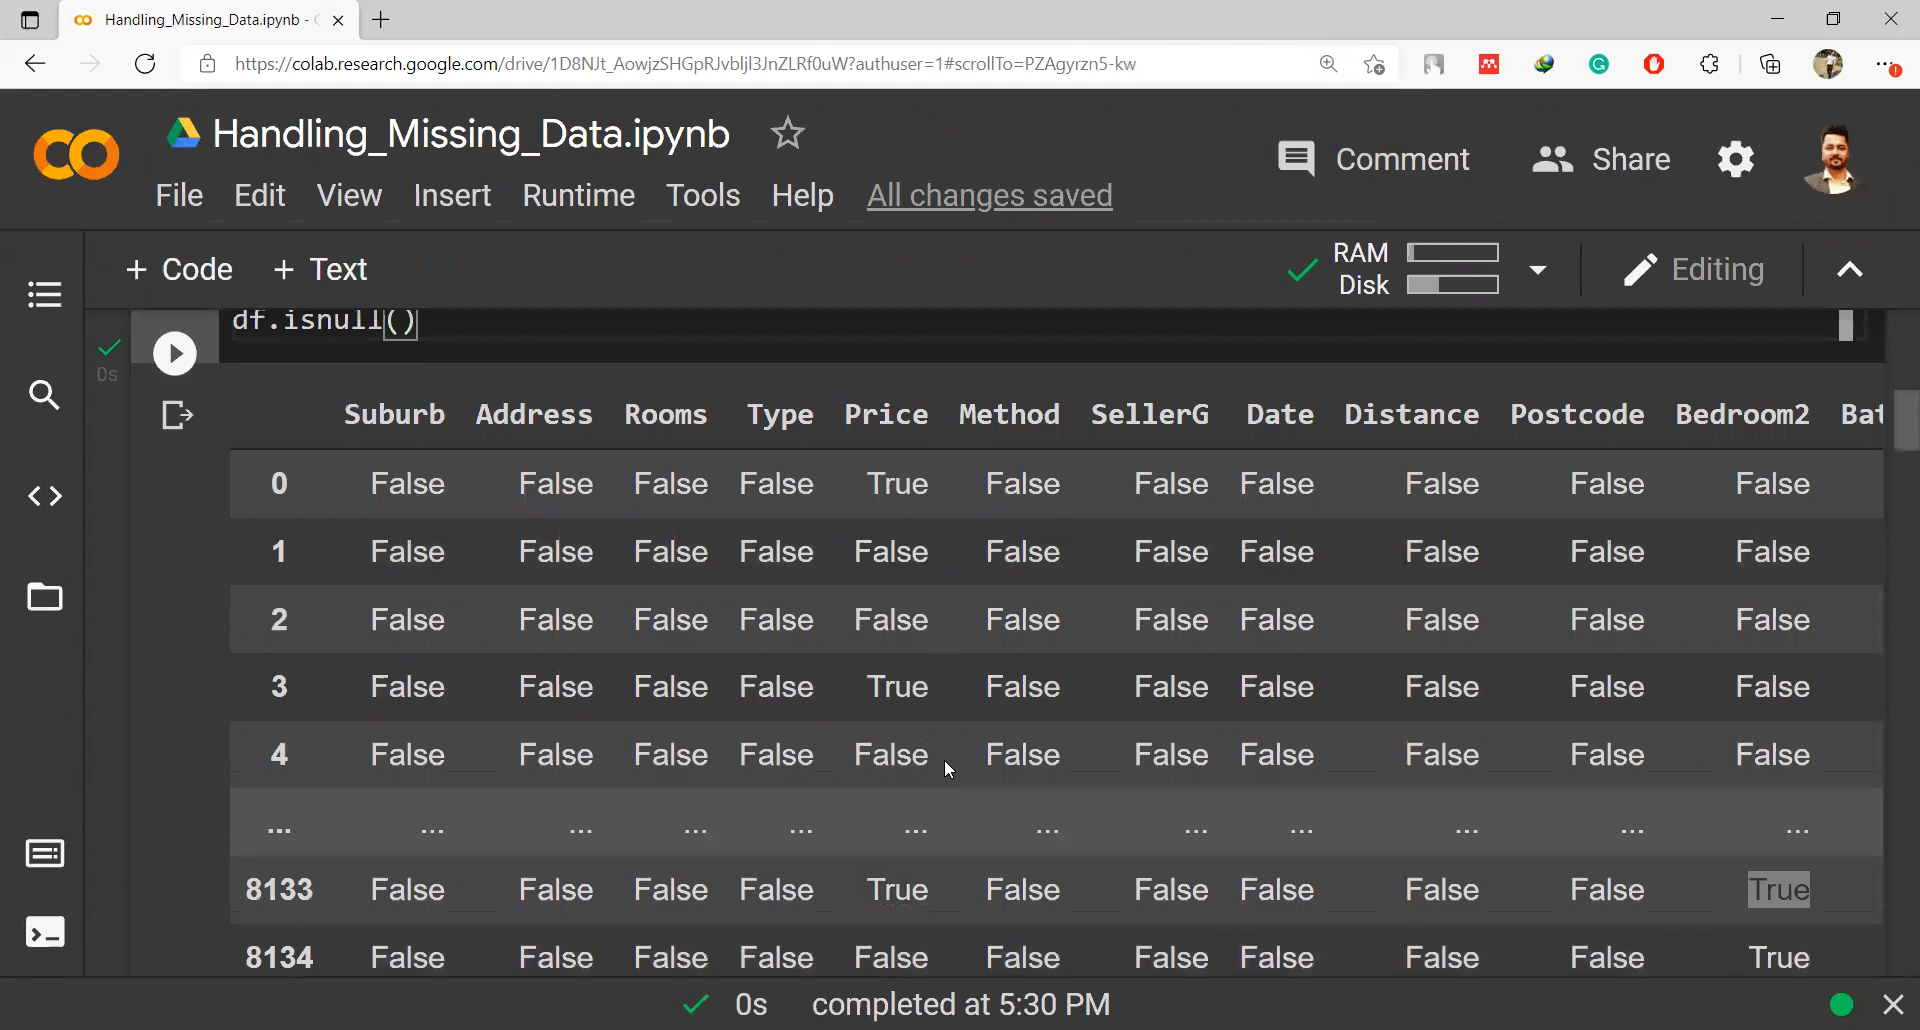 Handling_Missing_Data.ipynb -
https://colab.research.google.com/drive/1D8NJt_AowjzSHGpRJvbljl3JnZLRf0uW?authuser=1#scrollTo=PZAgyrzn5-kw
Handling_Missing_Data.ipynb
Comment Share
File Edit View Insert Runtime Tools Help All changes saved
+ Code + Text RAM Disk Editing
df.isnull()
0s
Suburb Address Rooms Type Price Method SellerG Date Distance Postcode Bedroom2 Bat
0 False False False False True False False False False False False
1 False False False False False False False False False False False
2 False False False False False False False False False False False
3 False False False False True False False False False False False
4 False False False False False False False False False False False
... ... ... ... ... ... ... ... ... ... ... ...
8133 False False False False True False False False False False True
8134 False False False False False False False False False False True
0s completed at 5:30 PM